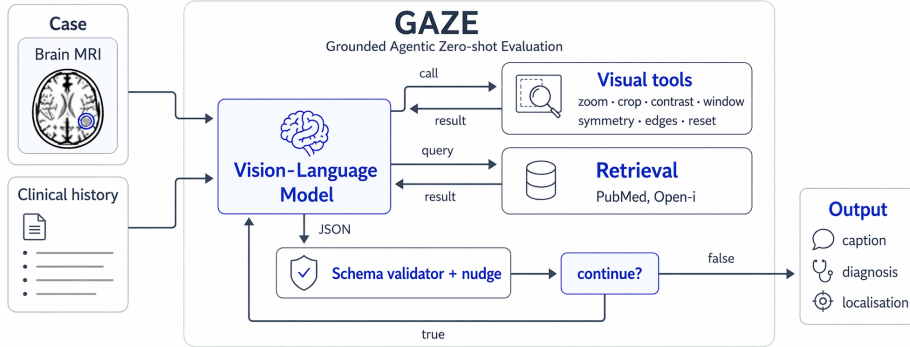 GAZE
Grounded Agentic Zero-shot Evaluation
Case
Brain MRI
Clinical history
Vision-Language
Model
call
result
Visual tools
zoom · crop · contrast · window
symmetry · edges · reset
query
result
Retrieval
PubMed, Open-i
JSON
Schema validator + nudge
continue?
false
true
Output
caption
diagnosis
localisation